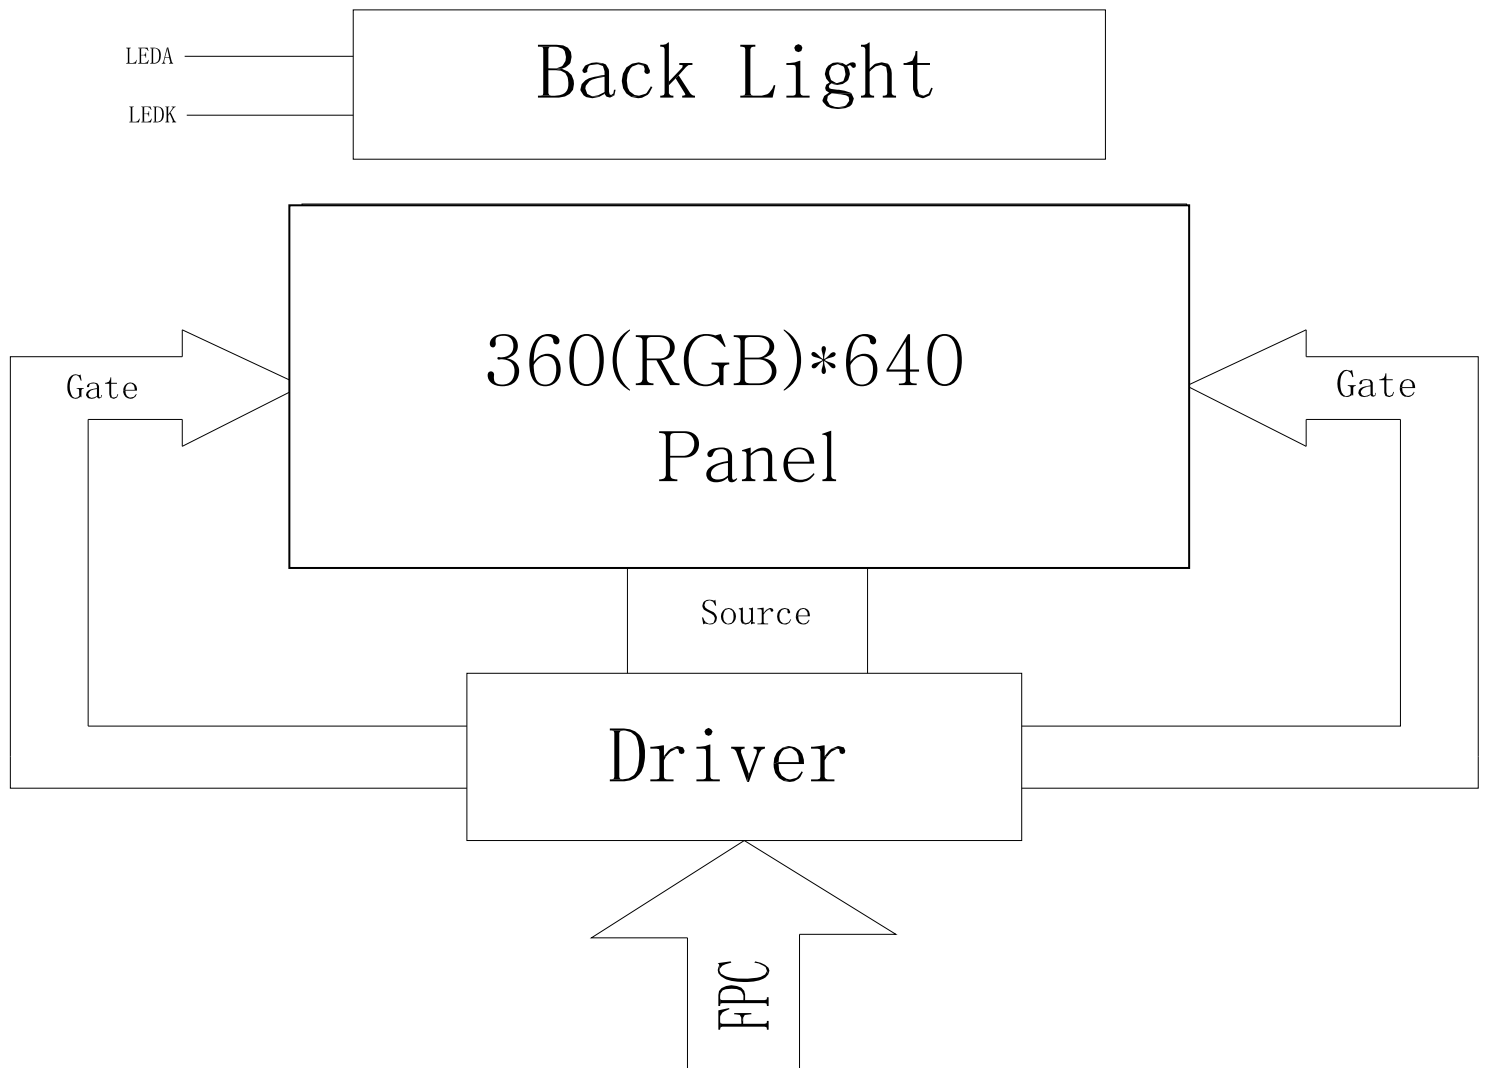 Back Light
LEDA
LEDK
360(RGB)*640
Panel
Gate
Gate
Source
Driver
FPC